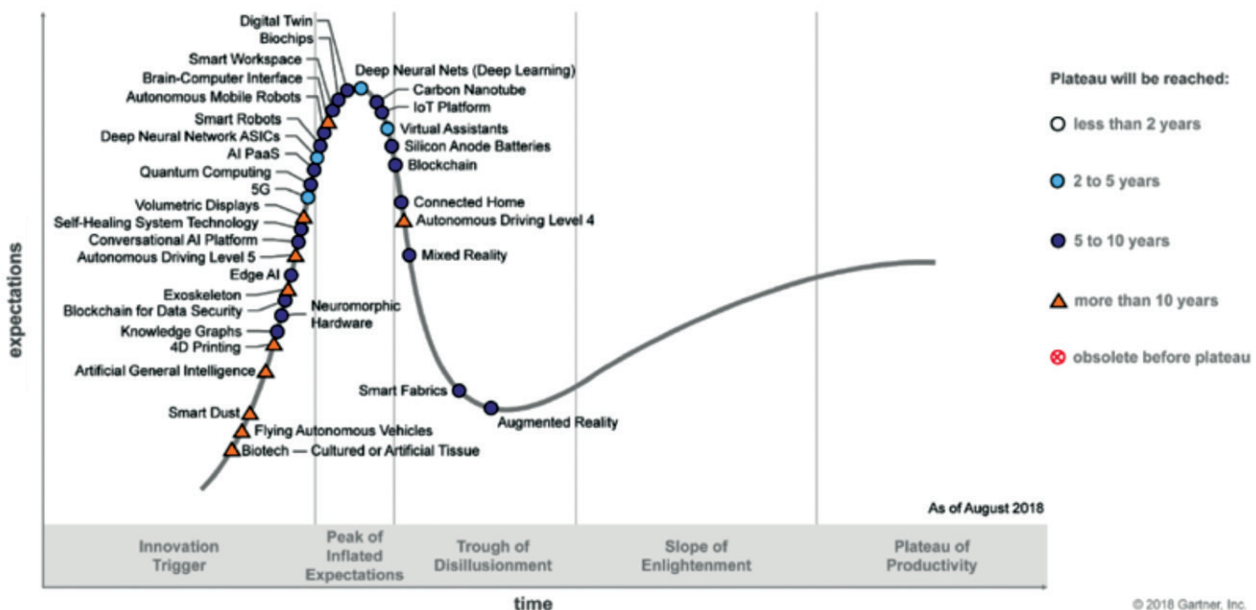 Digital Twin
Biochips
Smart Workspace
Brain-Computer Interface
Autonomous Mobile Robots
Smart Robots
Deep Neural Network ASICs
AI PaaS
Quantum Computing
5G
Volumetric Displays
Self-Healing System Technology
Conversational AI Platform
Autonomous Driving Level 5
Edge AI
Exoskeleton
Blockchain for Data Security
Neuromorphic
Hardware
Knowledge Graphs
4D Printing
Artificial General Intelligence
Smart Dust
Flying Autonomous Vehicles
Biotech — Cultured or Artificial Tissue
Deep Neural Nets (Deep Learning)
Carbon Nanotube
IoT Platform
Virtual Assistants
Silicon Anode Batteries
Blockchain
Connected Home
Autonomous Driving Level 4
Mixed Reality
Smart Fabrics
Augmented Reality
Plateau will be reached:
less than 2 years
2 to 5 years
5 to 10 years
more than 10 years
obsolete before plateau
As of August 2018
expectations
Innovation
Trigger
Peak of
Inflated
Expectations
Trough of
Disillusionment
Slope of
Enlightenment
Plateau of
Productivity
time
© 2018 Gartner, Inc.